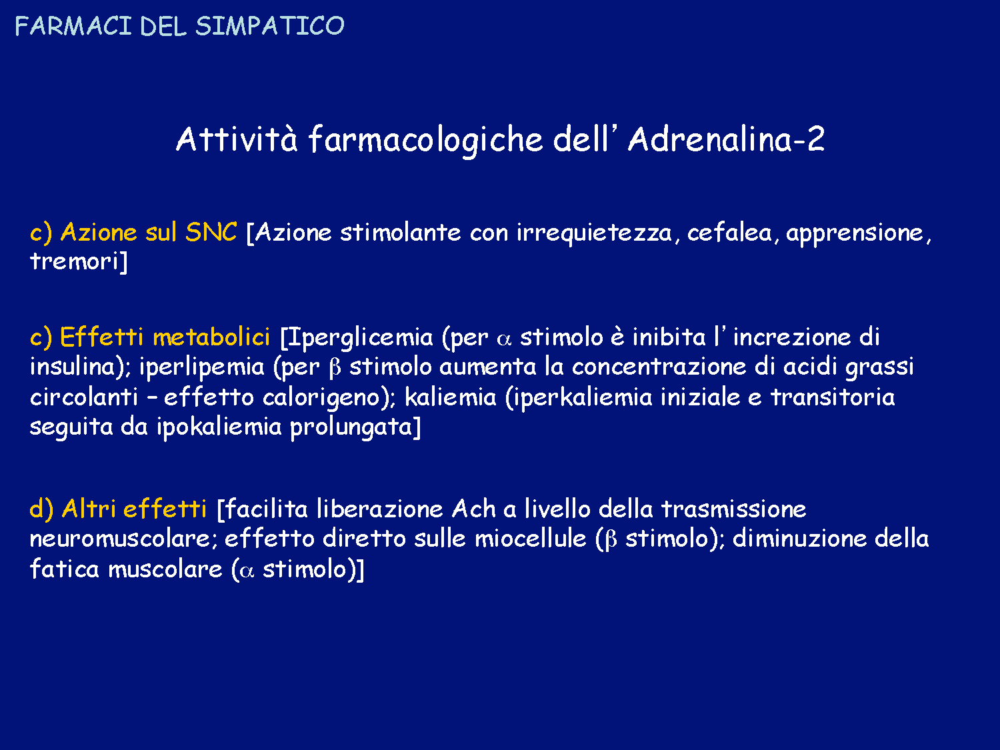 FARMACI DEL SIMPATICO
Attività farmacologiche dell’Adrenalina-2
c) Azione sul SNC [Azione stimolante con irrequietezza, cefalea, apprensione,
tremori]
c) Effetti metabolici [Iperglicemia (per α stimolo è inibita l’increzione di
insulina); iperlipemia (per β stimolo aumenta la concentrazione di acidi grassi
circolanti – effetto calorigeno); kaliemia (iperkaliemia iniziale e transitoria
seguita da ipokaliemia prolungata]
d) Altri effetti [facilita liberazione Ach a livello della trasmissione
neuromuscolare; effetto diretto sulle miocellule (β stimolo); diminuzione della
fatica muscolare (α stimolo)]